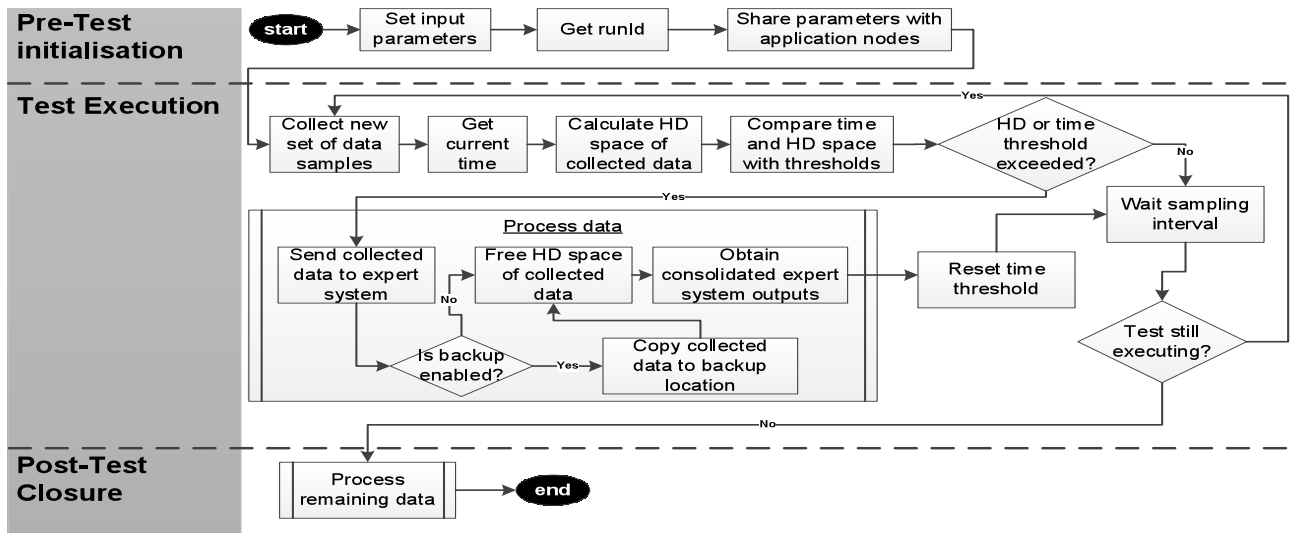 Pre-Test
initialisation
start
Set input
parameters
Get runId
Share parameters with
application nodes
Test Execution
Yes
Collect new
set of data
samples
Get
current
time
Calculate HD
space of
collected data
Compare time
and HD space
with thresholds
HD or time
threshold
exceeded?
No
Yes
Wait sampling
interval
Process data
Send collected
data to expert
system
Free HD space
of collected
data
Obtain
consolidated expert
system outputs
Reset time
threshold
No
Is backup
enabled?
Yes
Copy collected
data to backup
location
Test still
executing?
No
Post-Test
Closure
Process
remaining data
end